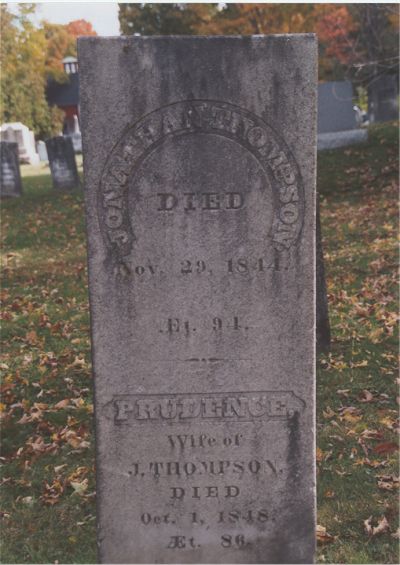 JONATHAN THOMPSON
DIED
Nov. 29, 1844.
Æt. 94.
PRUDENCE,
Wife of
J. THOMPSON,
DIED
Oct. 1, 1848.
Æt. 86.